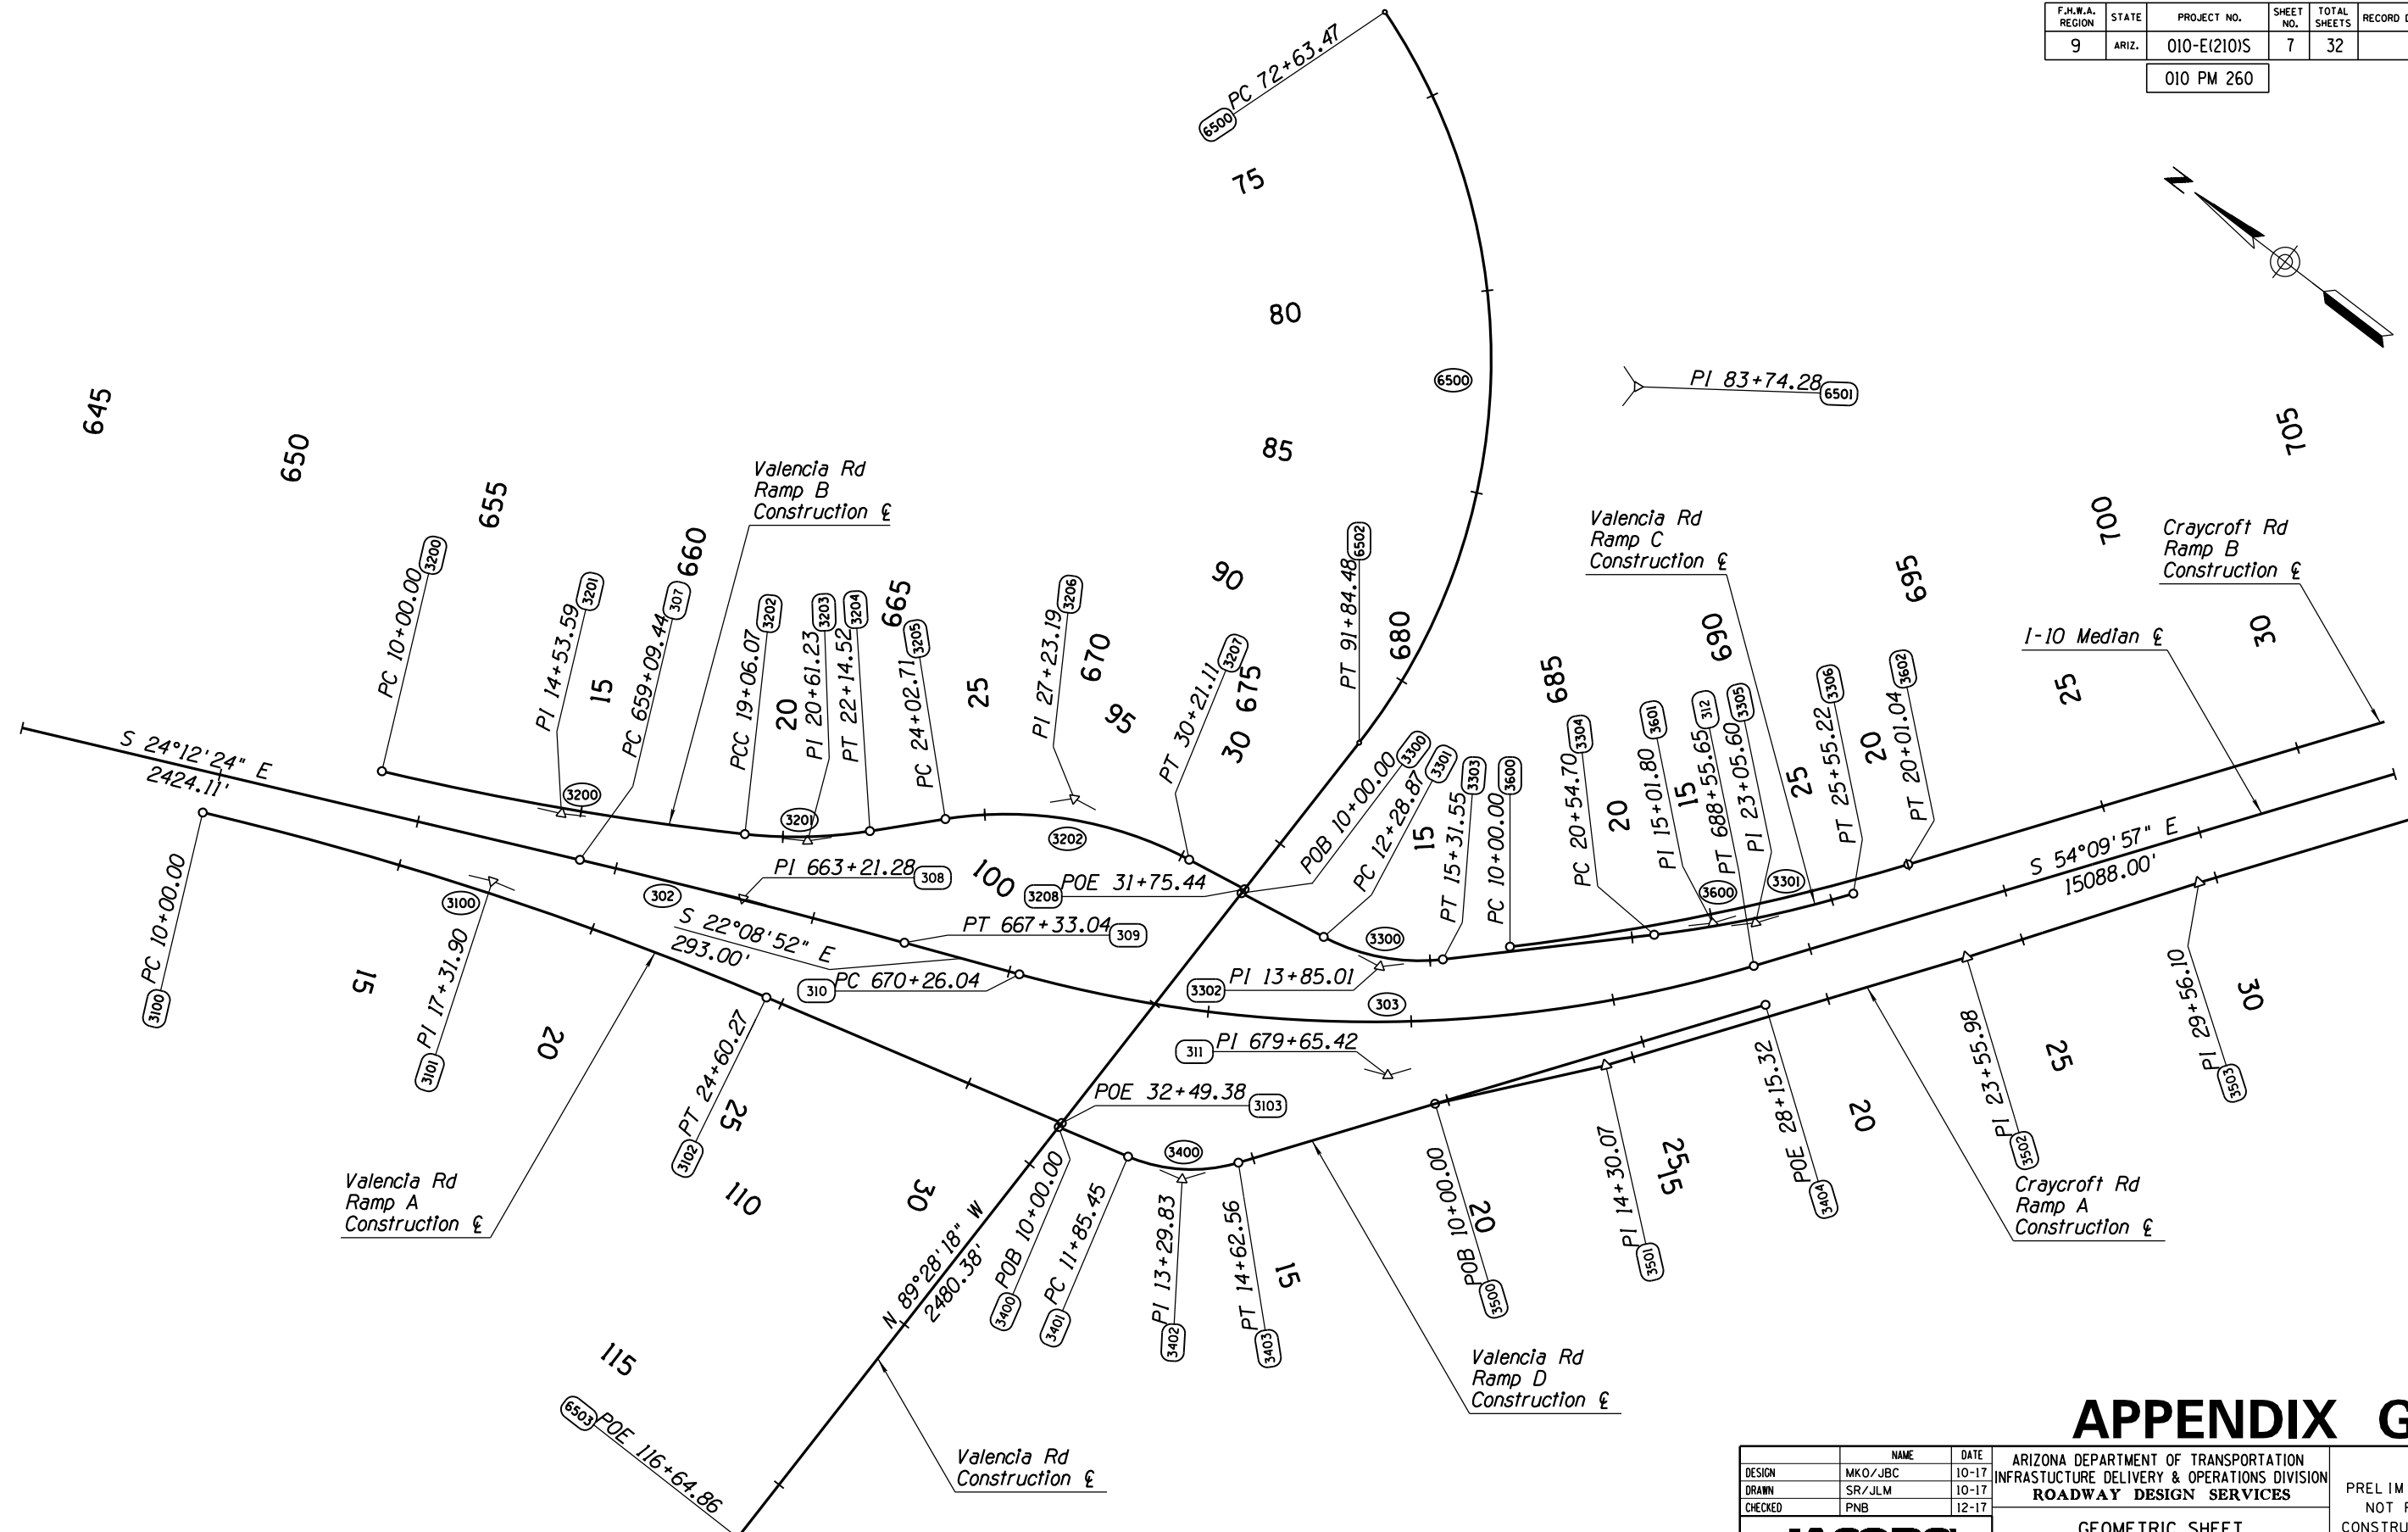 F.H.W.A. REGION
STATE
PROJECT NO.
SHEET NO.
TOTAL SHEETS
RECORD
9
ARIZ.
010-E(210)S
7
32
010 PM 260
N
PC 72+63.47
6500
75
80
85
90
95
100
110
115
6500
PI 83+74.28
6501
PT 91+84.48
6502
645
650
655
660
665
670
675
680
685
690
695
700
705
Valencia Rd
Ramp B
Construction ℄
Valencia Rd
Ramp C
Construction ℄
Craycroft Rd
Ramp B
Construction ℄
I-10 Median ℄
S 24°12'24" E
2424.11'
PC 10+00.00
3200
PI 14+53.59
3201
15
PC 659+09.44
307
PCC 19+06.07
3202
20
PI 20+61.23
3203
PT 22+14.52
3204
PC 24+02.71
3205
25
PI 27+23.19
3206
PT 30+21.11
3207
30
3200
3201
3202
POE 31+75.44
3208
POB 10+00.00
3300
PC 12+28.87
3301
15
PT 15+31.55
3303
PC 10+00.00
3600
PC 20+54.70
3304
20
PI 15+01.80
3601
15
PT 688+55.65
312
PI 23+05.60
3305
25
PT 25+55.22
3306
20
PT 20+01.04
3602
25
30
3600
3301
S 54°09'57" E
15088.00'
302
PI 663+21.28
308
S 22°08'52" E
293.00'
PT 667+33.04
309
PC 670+26.04
310
3300
PI 13+85.01
3302
303
PI 679+65.42
311
PC 10+00.00
3100
15
3100
PI 17+31.90
3101
20
PT 24+60.27
3102
25
30
POE 32+49.38
3103
Valencia Rd
Ramp A
Construction ℄
N 89°28'18" W
2480.38'
POB 10+00.00
3400
PC 11+85.45
3401
3400
PI 13+29.83
3402
PT 14+62.56
3403
15
20
POB 10+00.00
3500
PI 14+30.07
3501
25
15
POE 28+15.32
3404
20
PI 23+55.98
3502
25
PI 29+56.10
3503
30
Craycroft Rd
Ramp A
Construction ℄
Valencia Rd
Ramp D
Construction ℄
Valencia Rd
Construction ℄
6503
POE 116+64.86
APPENDIX G
NAME
DATE
DESIGN
MKO/JBC
10-17
DRAWN
SR/JLM
10-17
CHECKED
PNB
12-17
ARIZONA DEPARTMENT OF TRANSPORTATION
INFRASTUCTURE DELIVERY & OPERATIONS DIVISION
ROADWAY DESIGN SERVICES
GEOMETRIC SHEET
PRELIM
NOT
CONSTRU
JACOBS